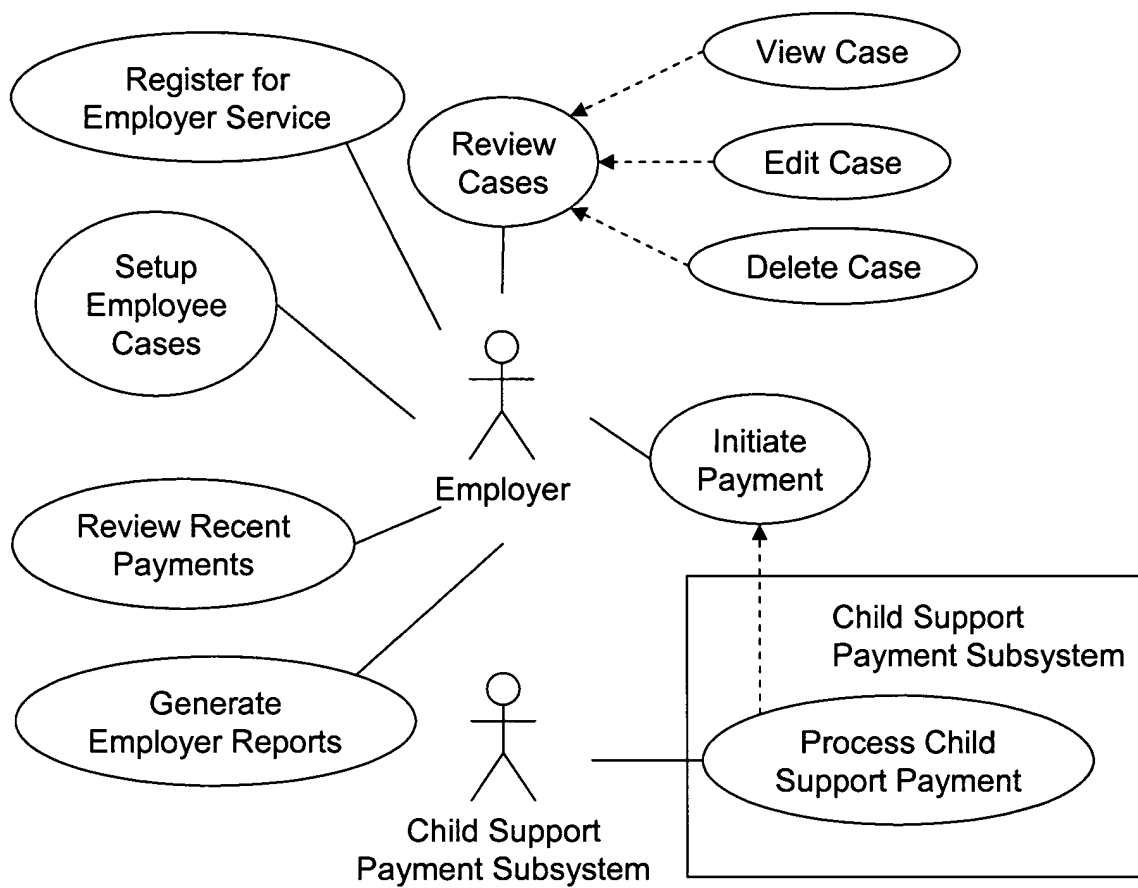 Register for
Employer Service
Review
Cases
View Case
Edit Case
Delete Case
Setup
Employee
Cases
Employer
Initiate
Payment
Review Recent
Payments
Generate
Employer Reports
Child Support
Payment Subsystem
Child Support
Payment Subsystem
Process Child
Support Payment